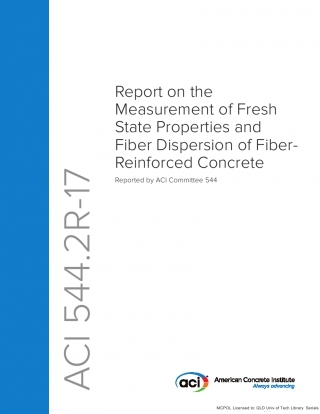 Report on the
Measurement of Fresh
State Properties and
Fiber Dispersion of Fiber-
Reinforced Concrete
Reported by ACI Committee 544
ACI 544.2R-17
aci
American Concrete Institute
Always advancing
MCPOL Licensed to: QLD Univ of Tech Library Serials